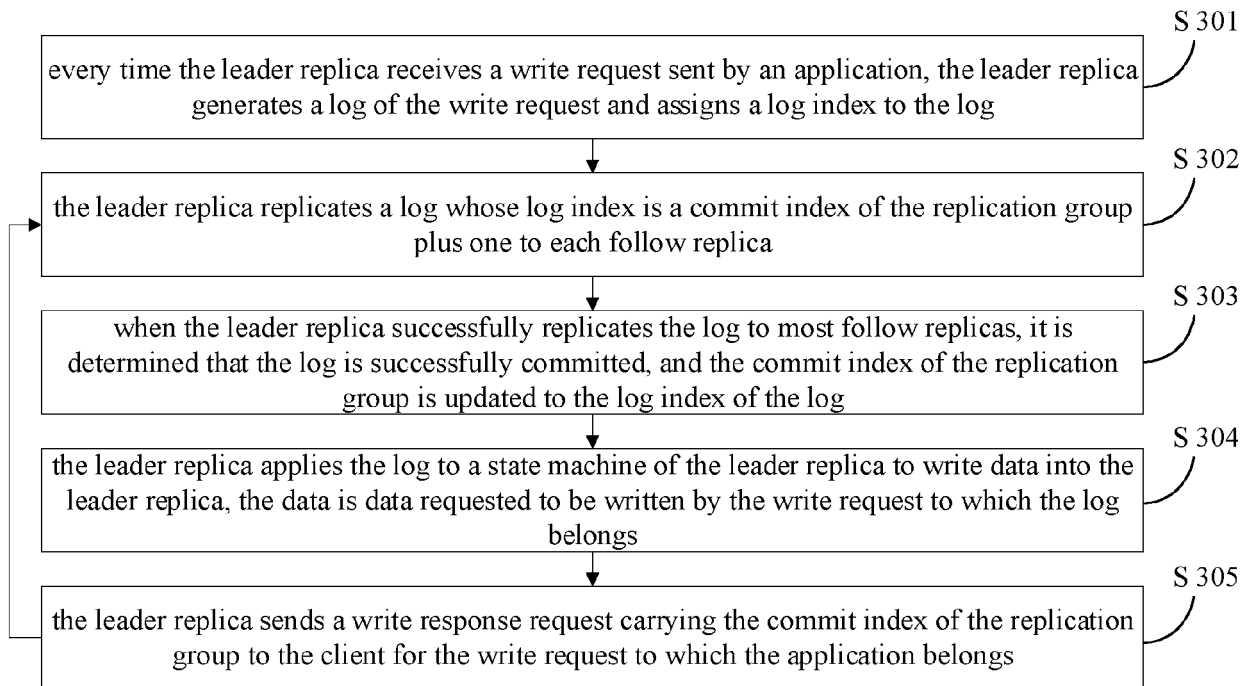 S 301
every time the leader replica receives a write request sent by an application, the leader replica
generates a log of the write request and assigns a log index to the log
S 302
the leader replica replicates a log whose log index is a commit index of the replication group
plus one to each follow replica
S 303
when the leader replica successfully replicates the log to most follow replicas, it is
determined that the log is successfully committed, and the commit index of the replication
group is updated to the log index of the log
S 304
the leader replica applies the log to a state machine of the leader replica to write data into the
leader replica, the data is data requested to be written by the write request to which the log
belongs
S 305
the leader replica sends a write response request carrying the commit index of the replication
group to the client for the write request to which the application belongs